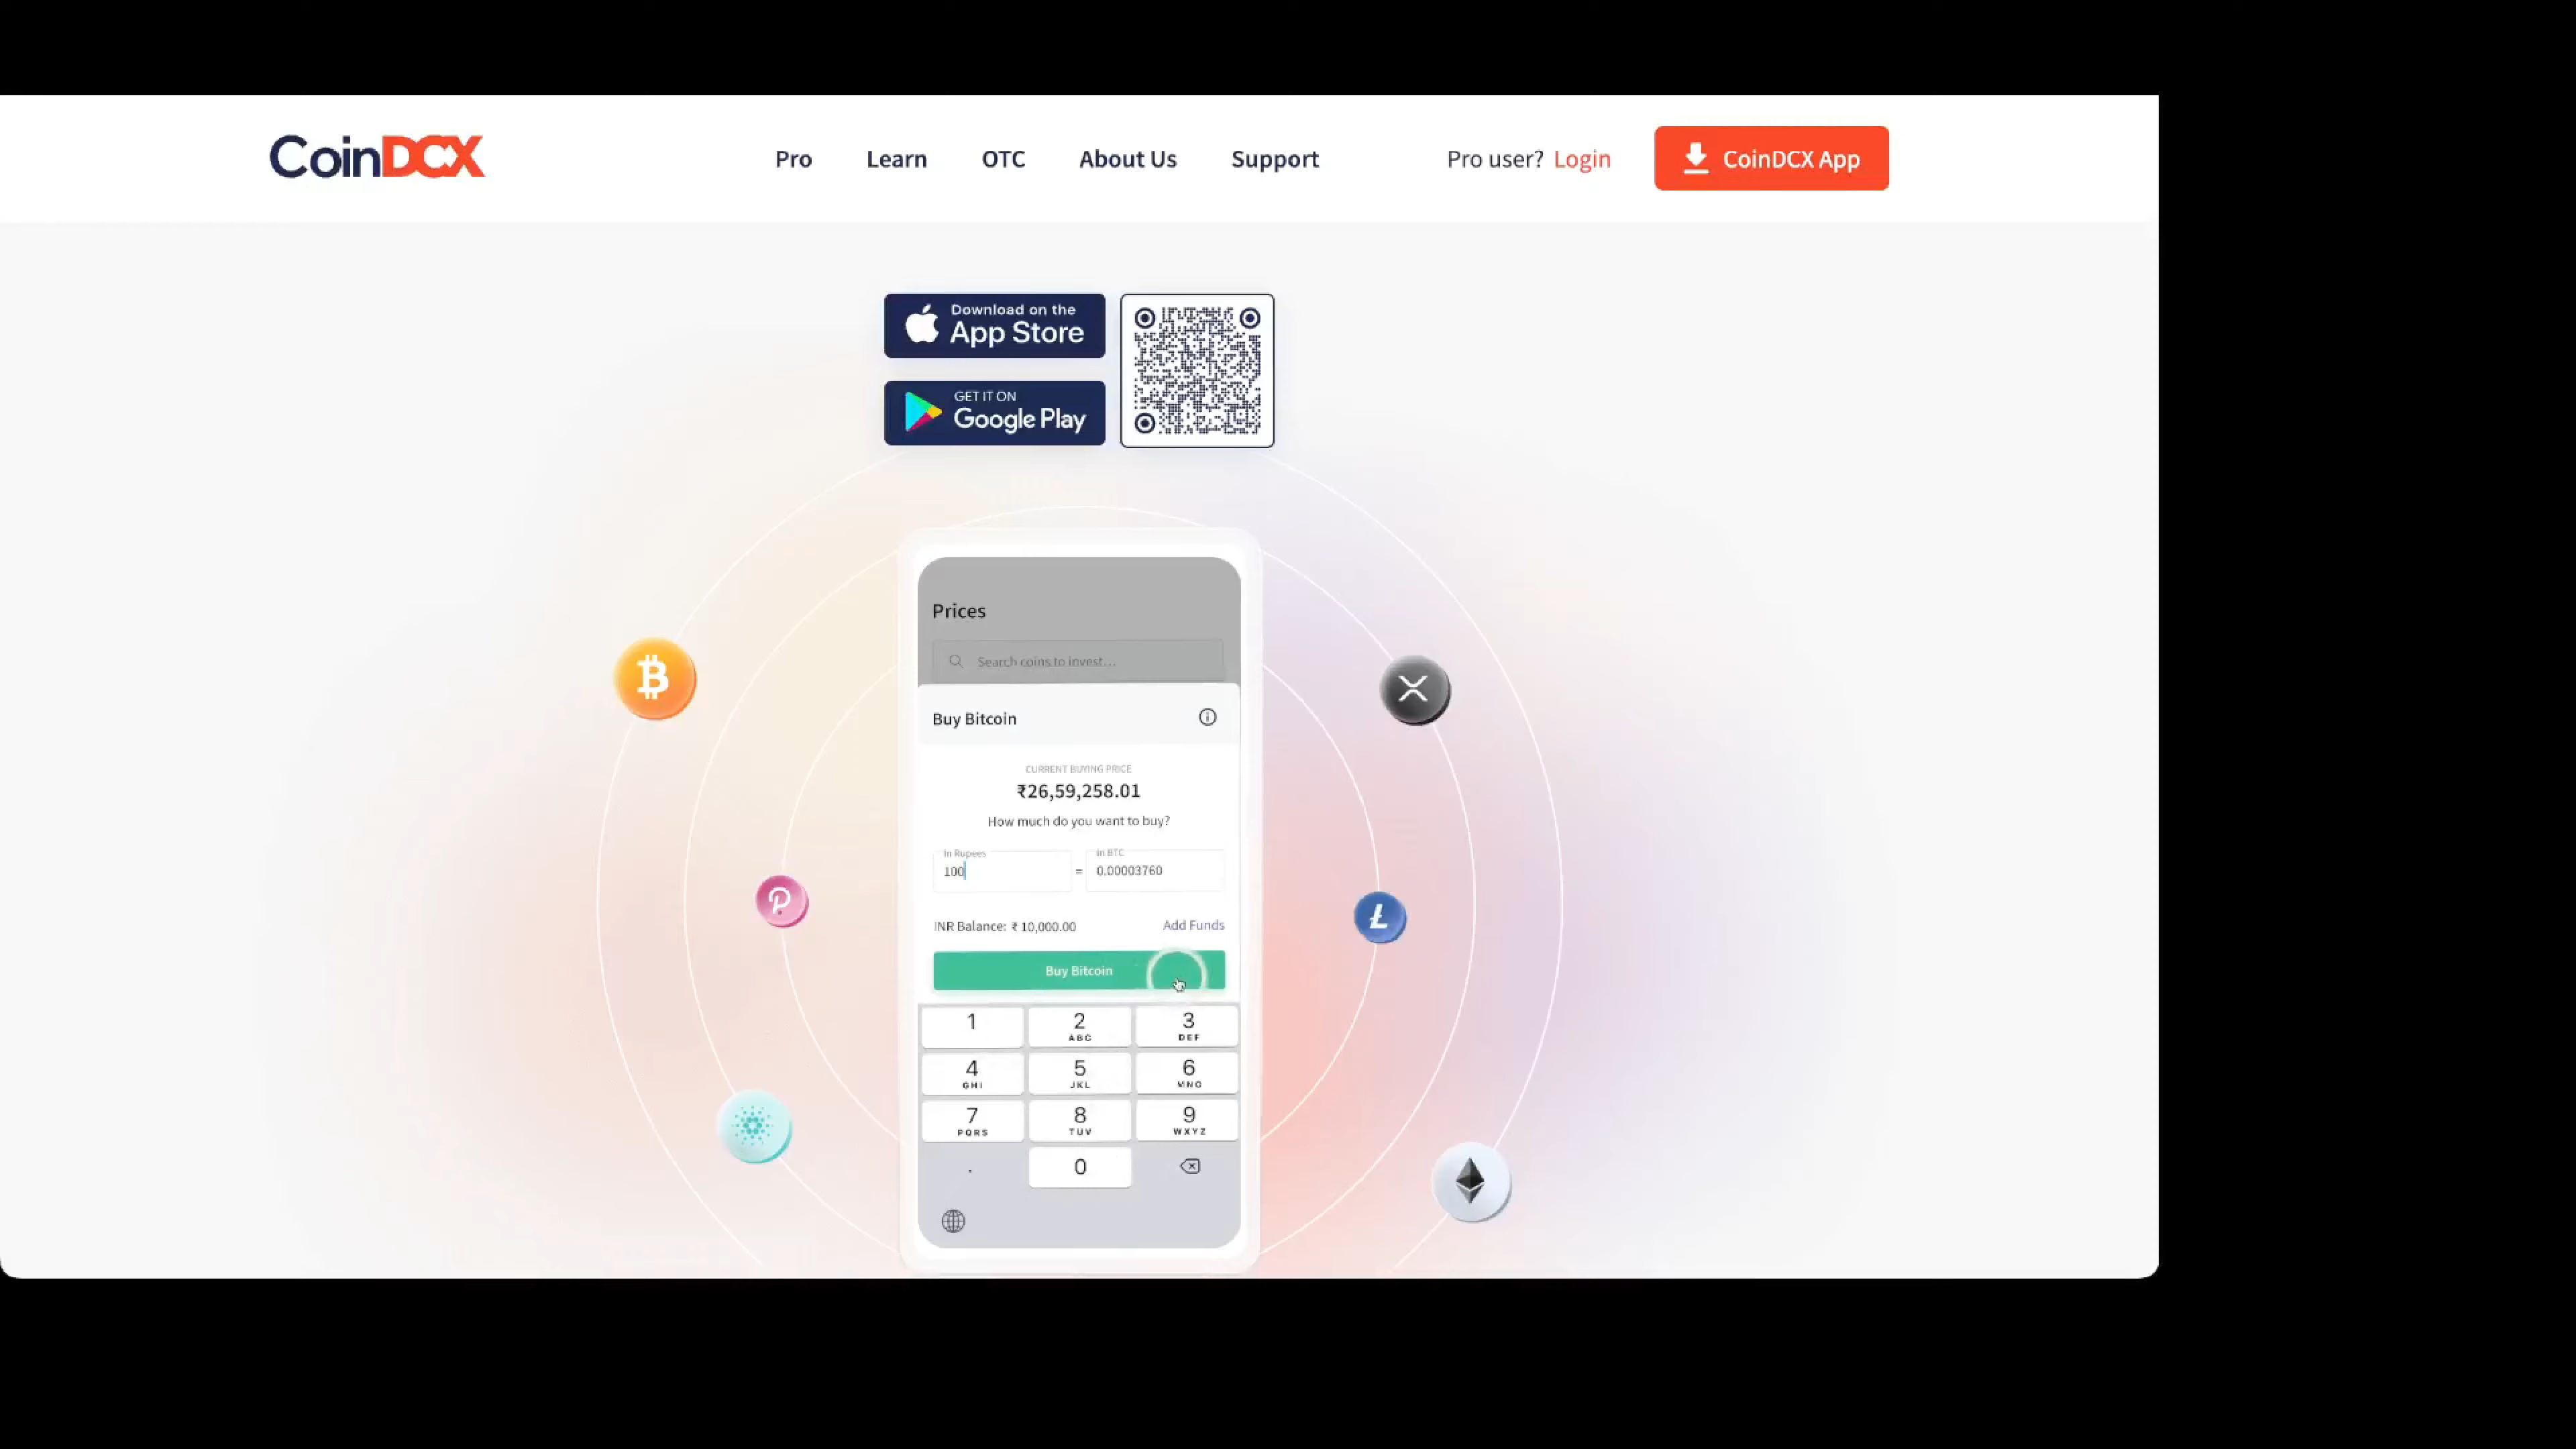 CoinDCX
Pro Learn OTC About Us Support Pro user? Login CoinDCX App
Download on the
App Store
GET IT ON
Google Play
Prices
Search coins to invest...
Buy Bitcoin
CURRENT BUYING PRICE
₹26,59,258.01
How much do you want to buy?
In Rupees In BTC
100 = 0.00003760
INR Balance: ₹ 10,000.00 Add Funds
Buy Bitcoin
1 2 3
ABC DEF
4 5 6
GHI JKL MNO
7 8 9
PQRS TUV WXYZ
. 0